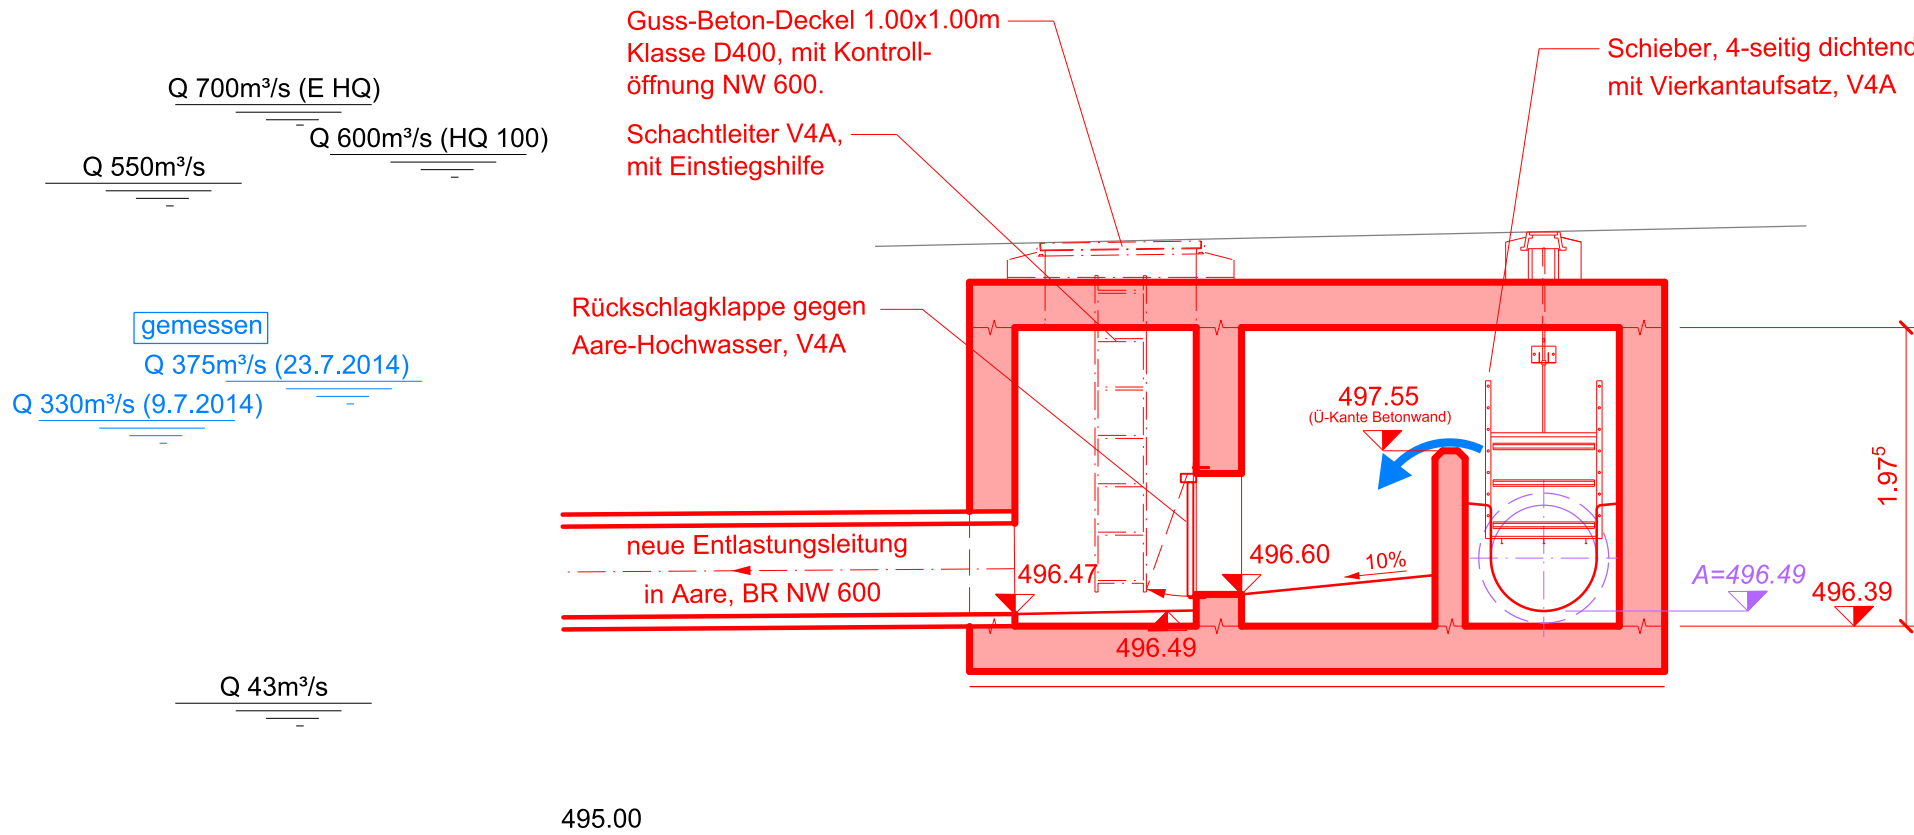 Guss-Beton-Deckel 1.00x1.00m
Klasse D400, mit Kontroll-
öffnung NW 600.
Schachtleiter V4A,
mit Einstiegshilfe
Schieber, 4-seitig dichtend
mit Vierkantaufsatz, V4A
Q 700m³/s (E HQ)
Q 600m³/s (HQ 100)
Q 550m³/s
gemessen
Q 375m³/s (23.7.2014)
Q 330m³/s (9.7.2014)
Rückschlagklappe gegen
Aare-Hochwasser, V4A
497.55
(Ü-Kante Betonwand)
1.97⁵
neue Entlastungsleitung
in Aare, BR NW 600
496.47
496.60
10%
A=496.49
496.39
496.49
Q 43m³/s
495.00